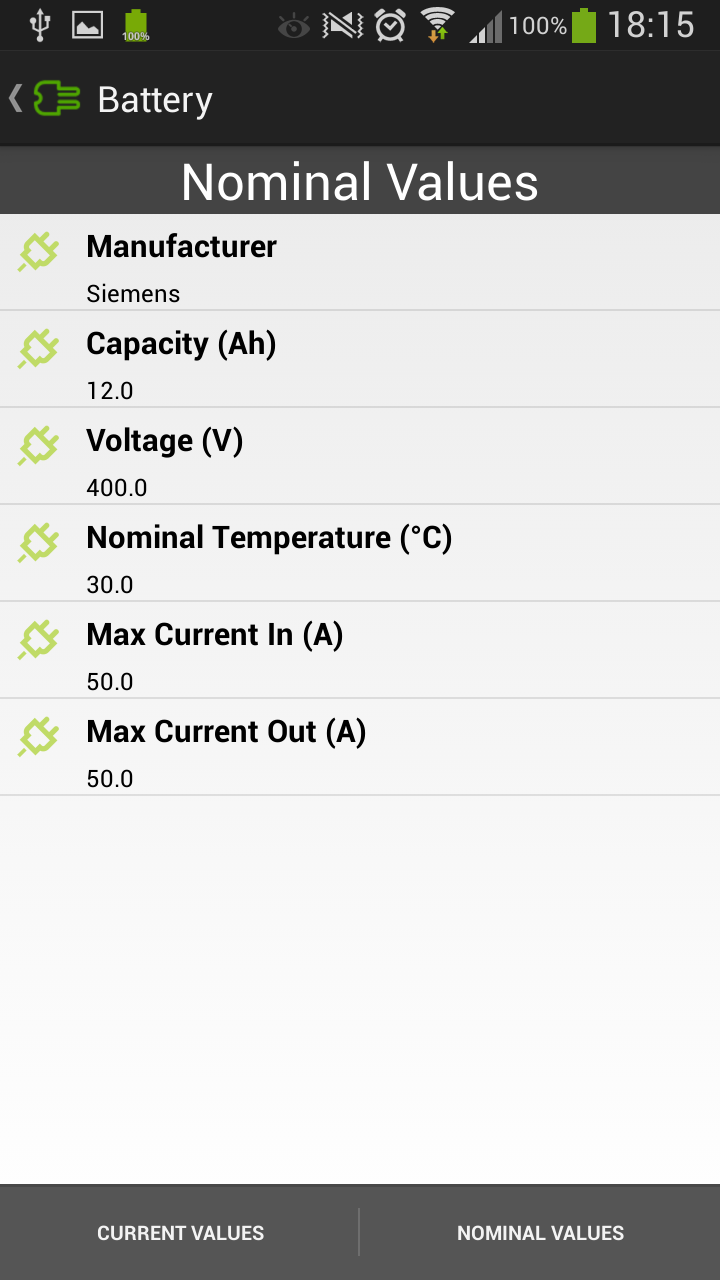 100% 100% 18:15
Battery
Nominal Values
Manufacturer
Siemens
Capacity (Ah)
12.0
Voltage (V)
400.0
Nominal Temperature (°C)
30.0
Max Current In (A)
50.0
Max Current Out (A)
50.0
CURRENT VALUES NOMINAL VALUES